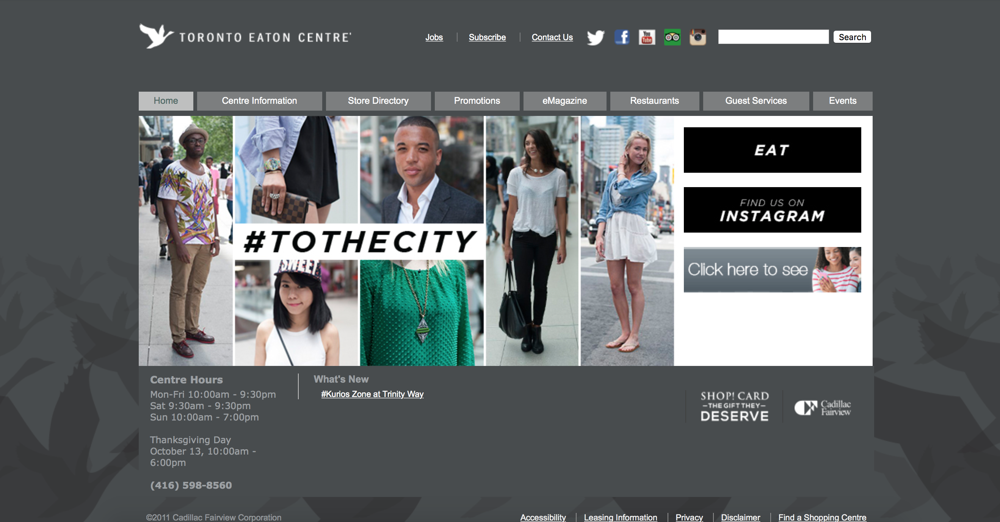 TORONTO EATON CENTRE
Jobs
Subscribe
Contact Us
You
Tube
Search
Home
Centre Information
Store Directory
Promotions
eMagazine
Restaurants
Guest Services
Events
#TOTHECITY
SWEET
EAT
FIND US ON
INSTAGRAM
Click here to see
Centre Hours
Mon-Fri 10:00am - 9:30pm
Sat 9:30am - 9:30pm
Sun 10:00am - 7:00pm
Thanksgiving Day
October 13, 10:00am -
6:00pm
(416) 598-8560
What's New
#Kurios Zone at Trinity Way
SHOP! CARD
–THE GIFT THEY–
DESERVE
Cadillac
Fairview
©2011 Cadillac Fairview Corporation
Accessibility
Leasing Information
Privacy
Disclaimer
Find a Shopping Centre